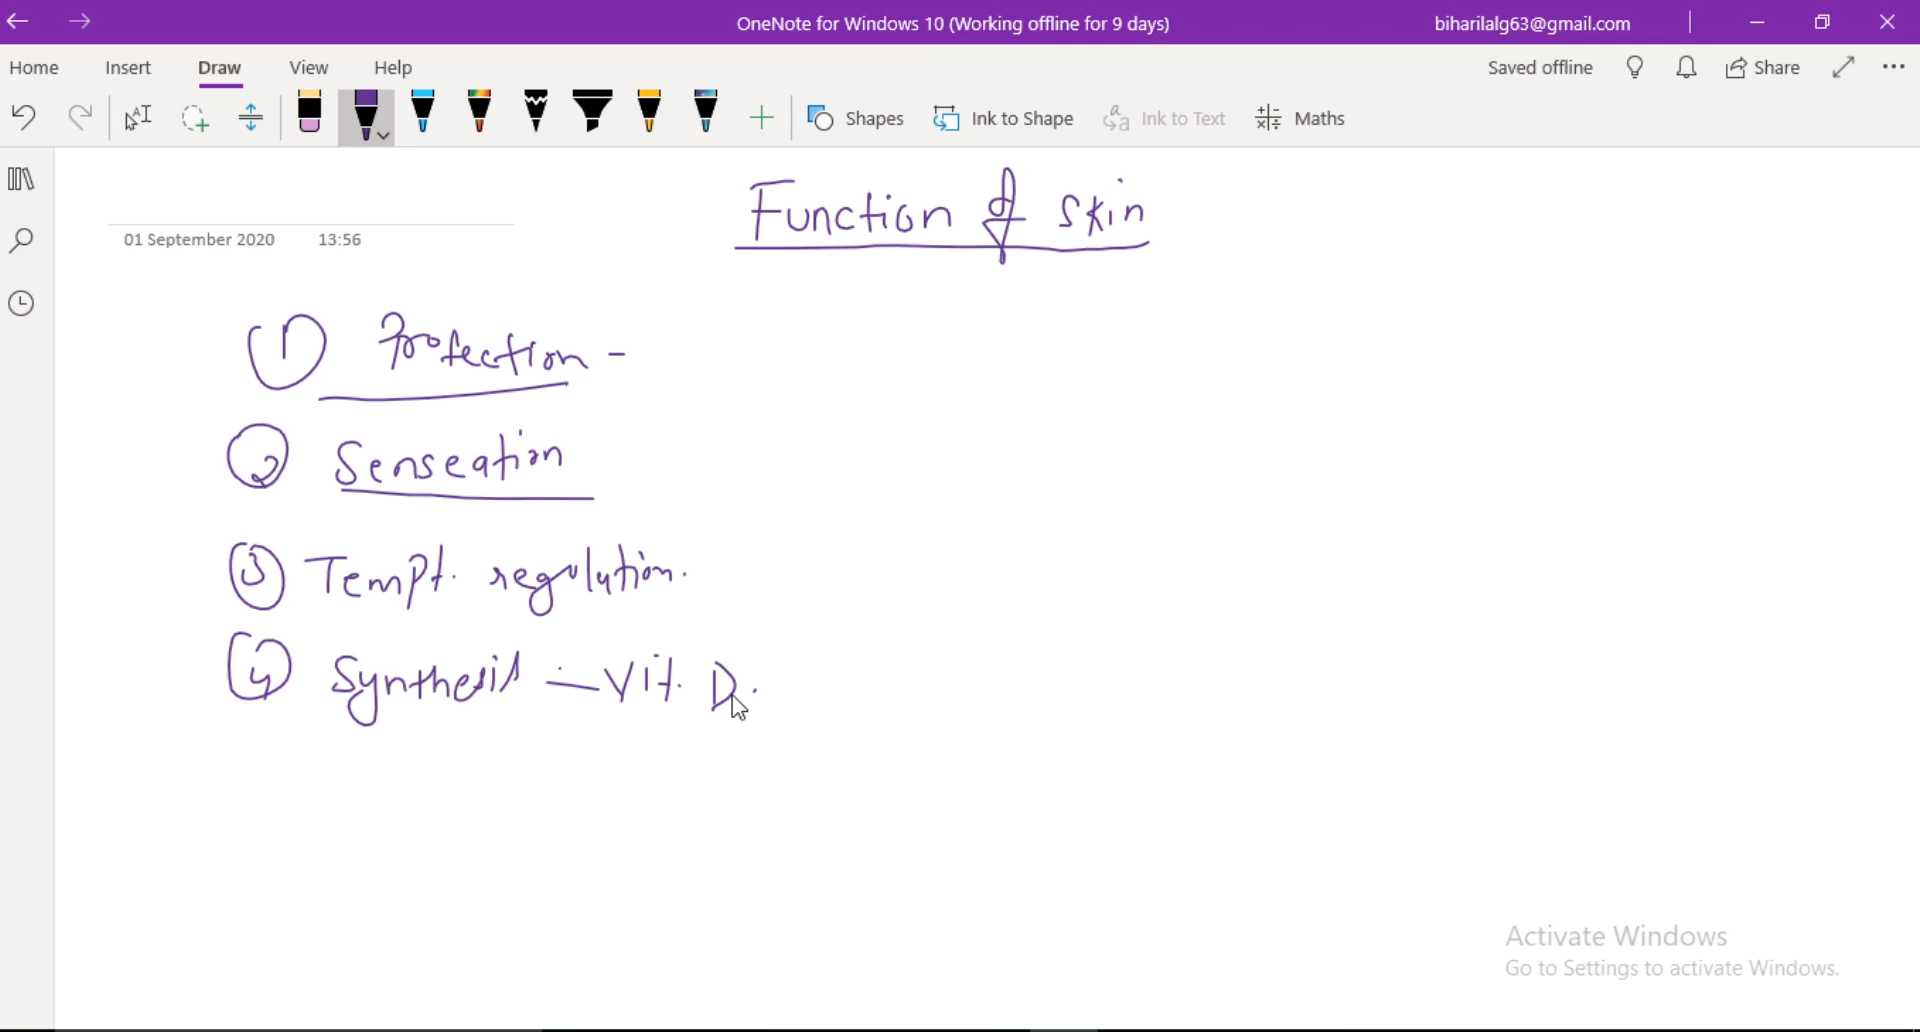 OneNote for Windows 10 (Working offline for 9 days)
biharilalg63@gmail.com
Home Insert Draw View Help
Saved offline Share
Shapes Ink to Shape Ink to Text Maths
Function of skin
01 September 2020 13:56
1 Protection -
2 Senseation
3 Tempt. regulation.
4 Synthesis - Vit. D.
Activate Windows
Go to Settings to activate Windows.